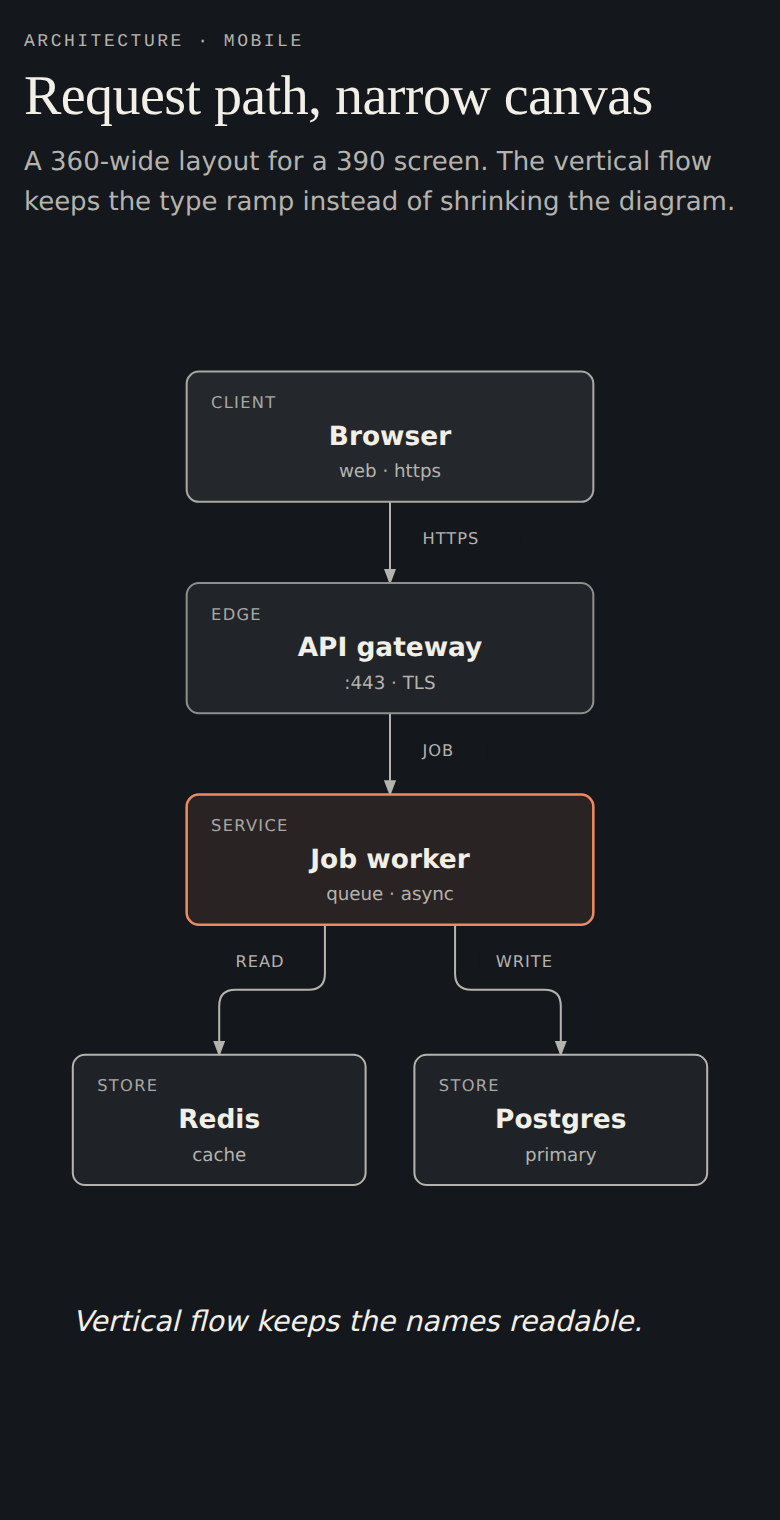 ARCHITECTURE · MOBILE
Request path, narrow canvas
A 360-wide layout for a 390 screen. The vertical flow
keeps the type ramp instead of shrinking the diagram.
CLIENT
Browser
web · https
HTTPS
EDGE
API gateway
:443 · TLS
JOB
SERVICE
Job worker
queue · async
READ
WRITE
STORE
Redis
cache
STORE
Postgres
primary
Vertical flow keeps the names readable.